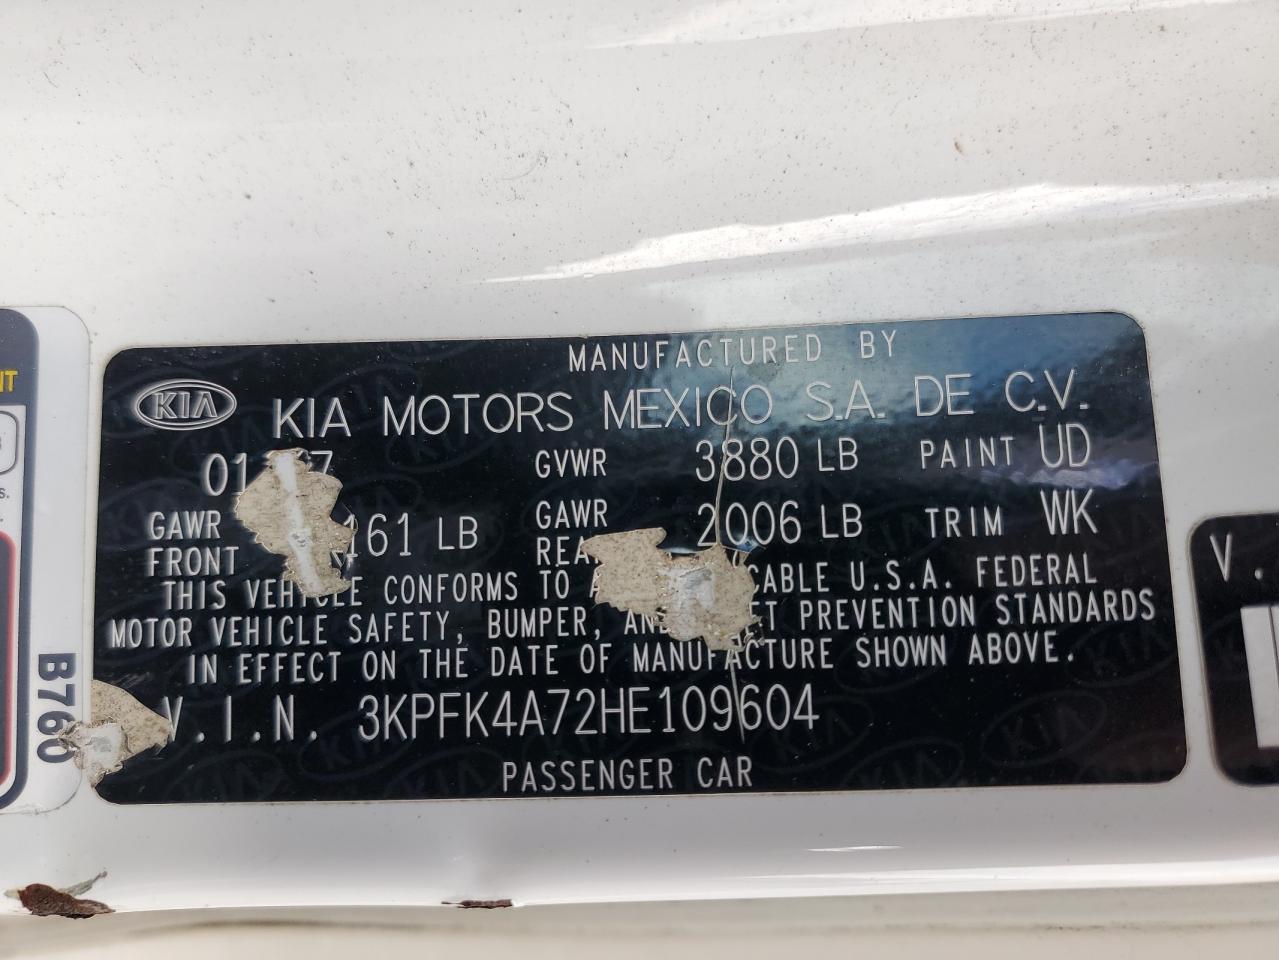 MANUFACTURED BY
KIA KIA MOTORS MEXICO S.A. DE C.V.
GVWR 3880 LB PAINT UD
GAWR FRONT 161 LB GAWR 2006 LB TRIM WK
THIS VEHICLE CONFORMS TO U.S.A. FEDERAL
MOTOR VEHICLE SAFETY, BUMPER, PREVENTION STANDARDS
IN EFFECT ON THE DATE OF MANUFACTURE SHOWN ABOVE.
V.I.N. 3KPFK4A72HE109604
PASSENGER CAR
B760
V.